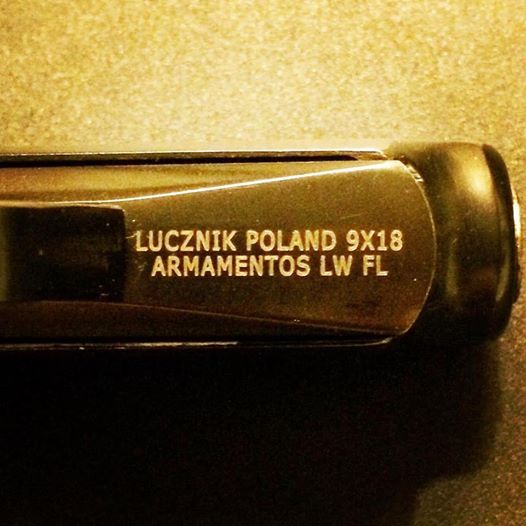 LUCZNIK POLAND 9X18
ARMAMENTOS LW FL